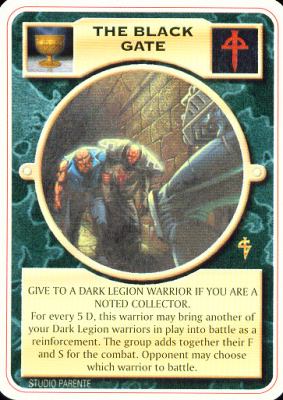 THE BLACK
GATE
GIVE TO A DARK LEGION WARRIOR IF YOU ARE A
NOTED COLLECTOR.
For every 5 D, this warrior may bring another of
your Dark Legion warriors in play into battle as a
reinforcement. The group adds together their F
and S for the combat. Opponent may choose
which warrior to battle.
STUDIO PARENTE